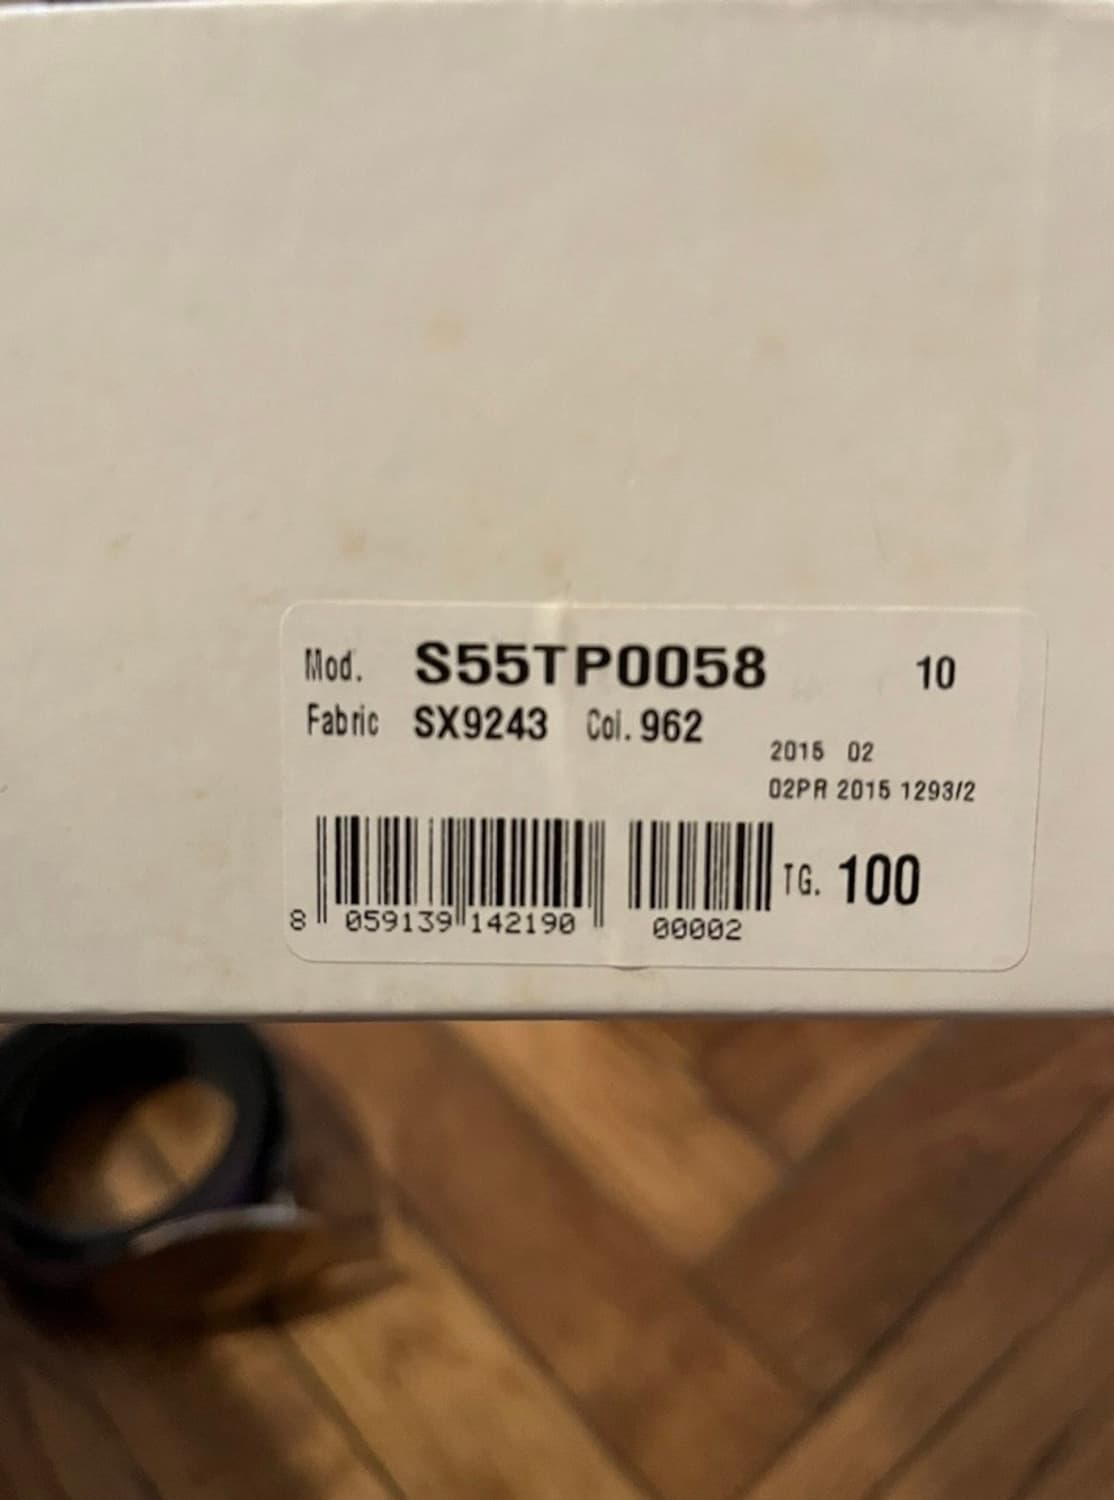 Mod. S55TP0058 10
Fabric SX9243 Col. 962
2015 02
02PR 2015 1293/2
TG. 100
8 059139 142190 00002